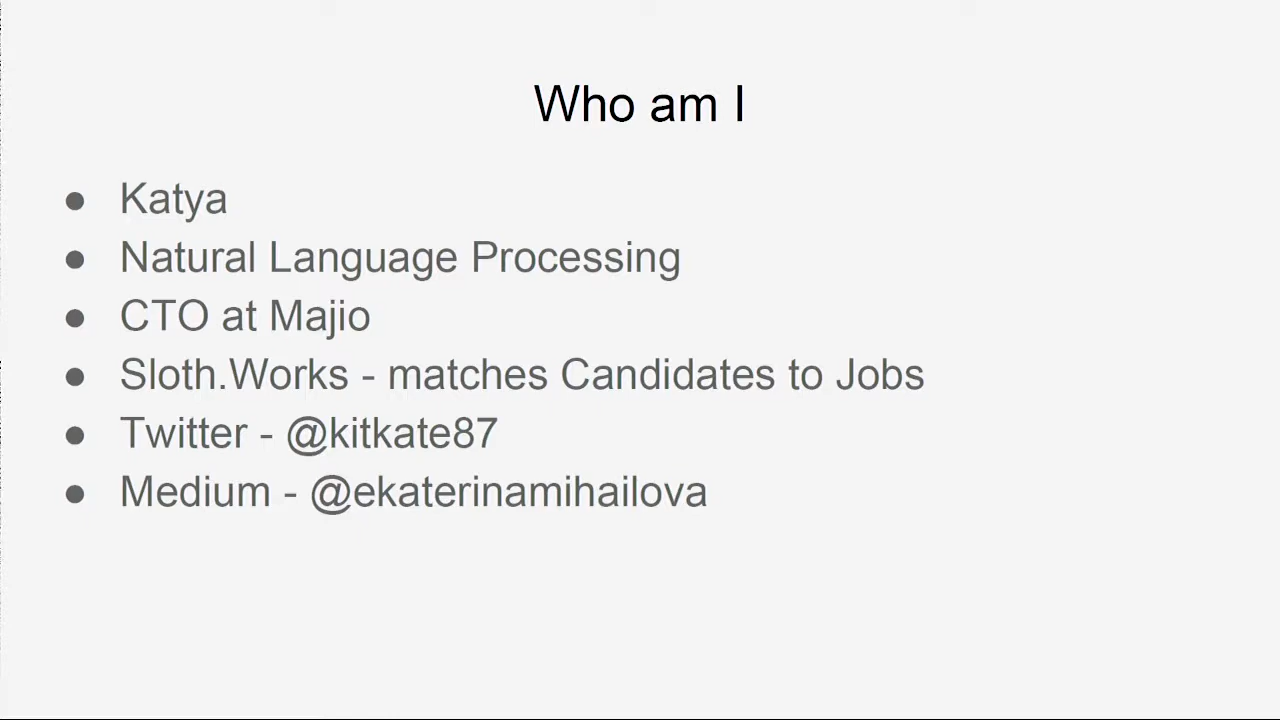 Who am I
● Katya
● Natural Language Processing
● CTO at Majio
● Sloth.Works - matches Candidates to Jobs
● Twitter - @kitkate87
● Medium - @ekaterinamihailova